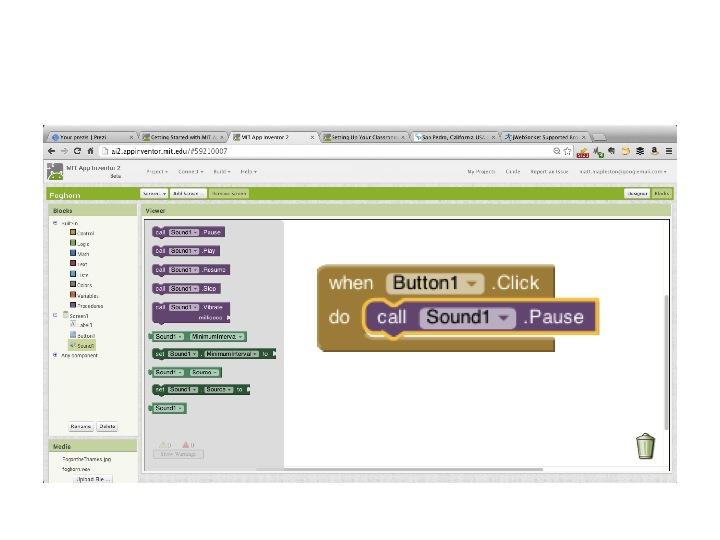 Your prezis | Prezi
Getting Started with MIT A
MIT App Inventor 2
Setting Up Your Classroom
San Pedro, California USA
jWebSocket Supported Bro
ai2.appinventor.mit.edu/#59210007
MIT App Inventor 2
Beta
Project
Connect
Build
Help
My Projects
Guide
Report an Issue
matt.mapleston@googlemail.com
Foghorn
Screen1
Add Screen ...
Remove Screen
Designer
Blocks
Blocks
Viewer
Built-in
Control
Logic
Math
Text
Lists
Colors
Variables
Procedures
Screen1
Label1
Button1
Sound1
Any component
Rename
Delete
Media
FogontheThames.jpg
foghorn.wav
Upload File ...
call Sound1 .Pause
call Sound1 .Play
call Sound1 .Resume
call Sound1 .Stop
call Sound1 .Vibrate
millisecs
Sound1 . MinimumInterval
set Sound1 . MinimumInterval to
Sound1 . Source
set Sound1 . Source to
Sound1
0
0
Show Warnings
when Button1 .Click
do call Sound1 .Pause